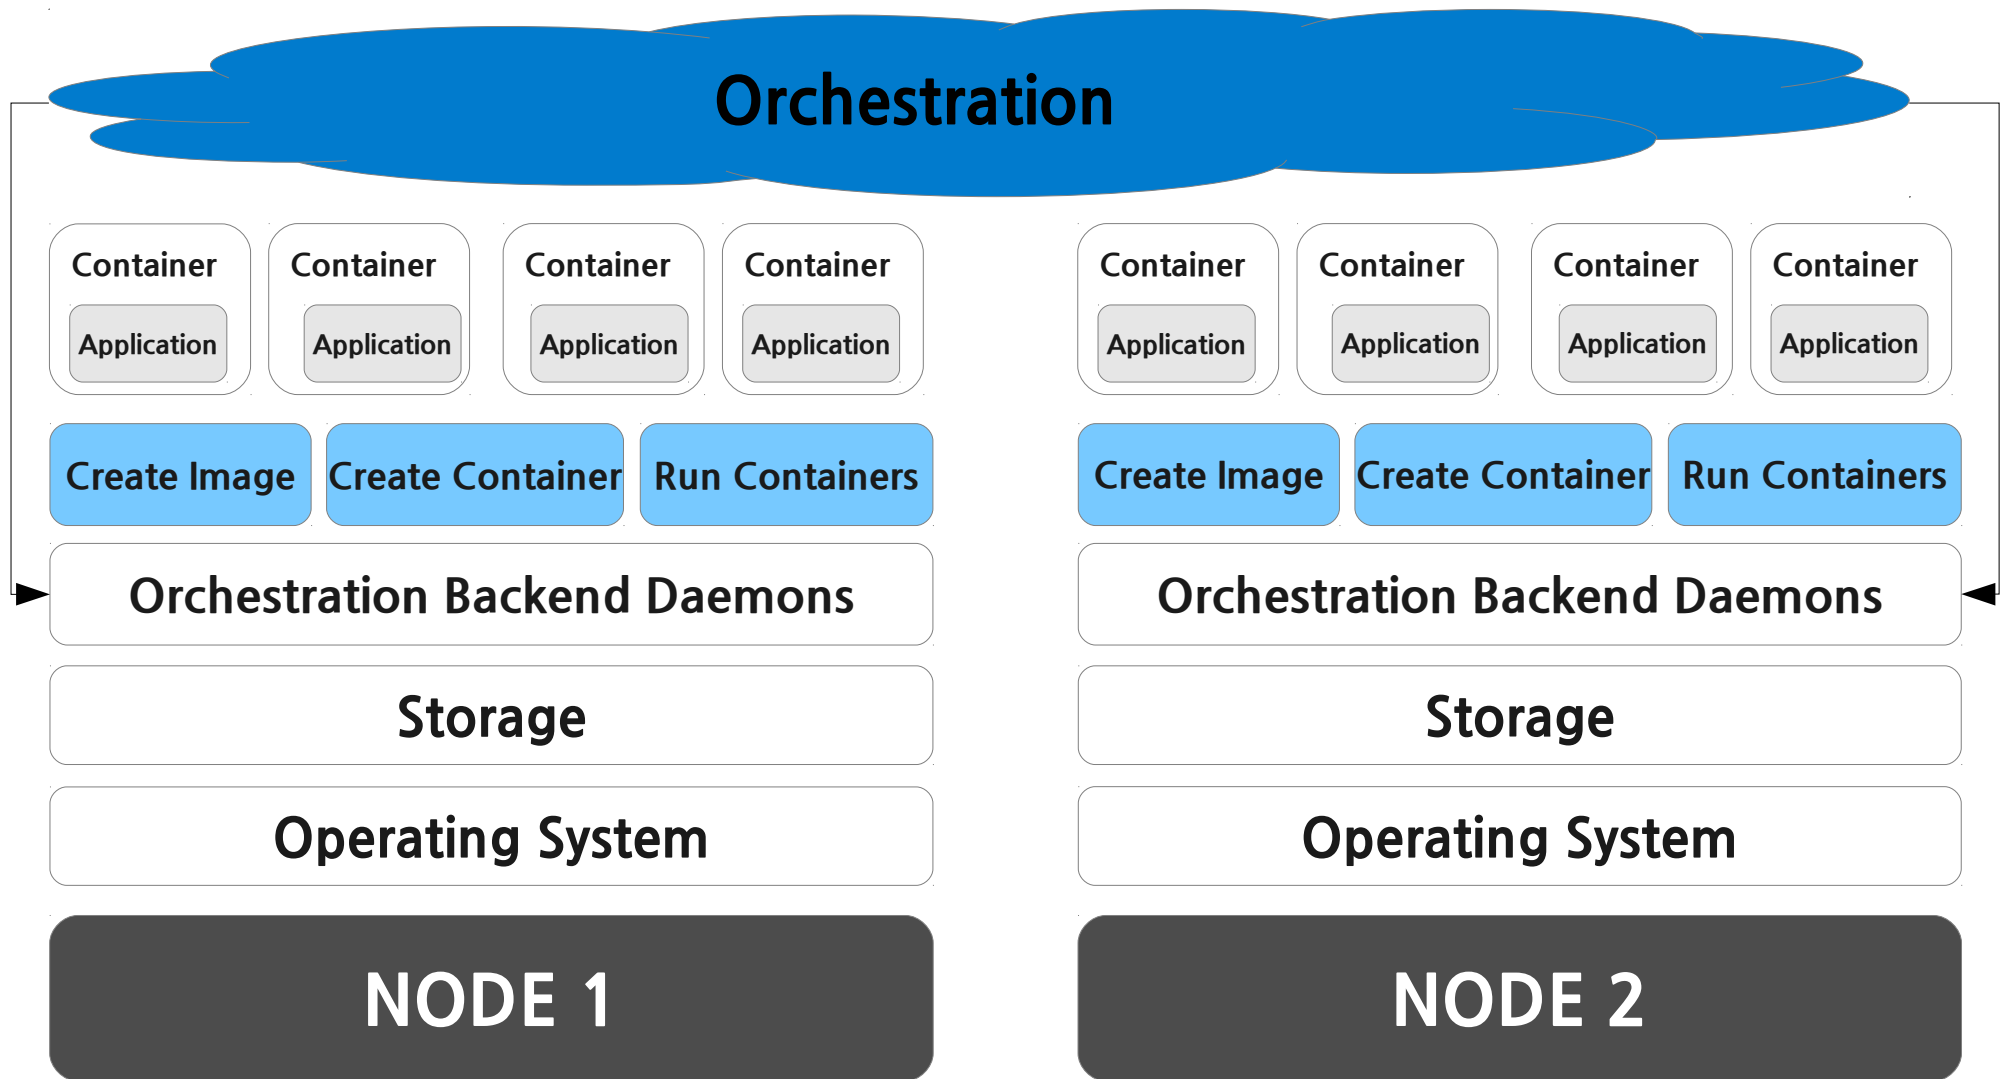 Orchestration
Container Container Container Container Container Container Container Container
Application Application Application Application Application Application Application Application
Create Image Create Container Run Containers Create Image Create Container Run Containers
Orchestration Backend Daemons Orchestration Backend Daemons
Storage Storage
Operating System Operating System
NODE 1 NODE 2